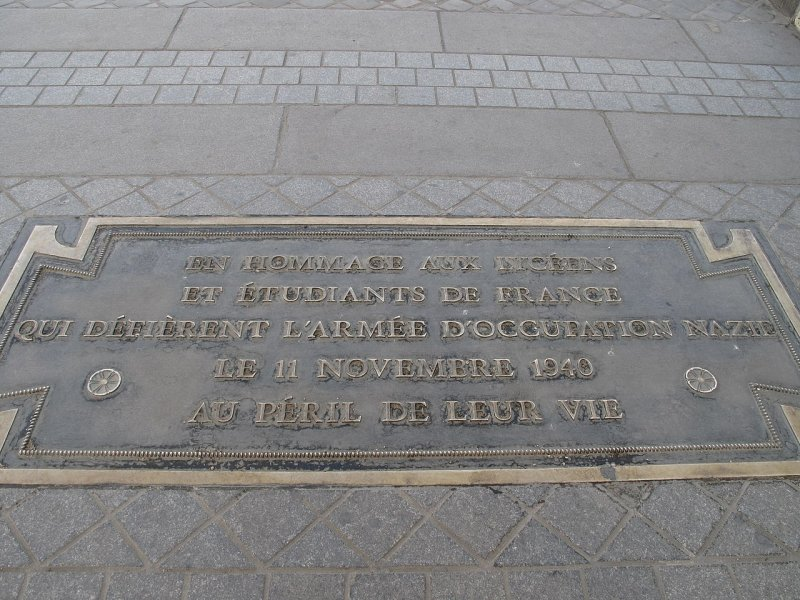 EN HOMMAGE AUX LYCÉENS
ET ÉTUDIANTS DE FRANCE
QUI DÉFIÈRENT L'ARMÉE D'OCCUPATION NAZIE
LE 11 NOVEMBRE 1940
AU PÉRIL DE LEUR VIE